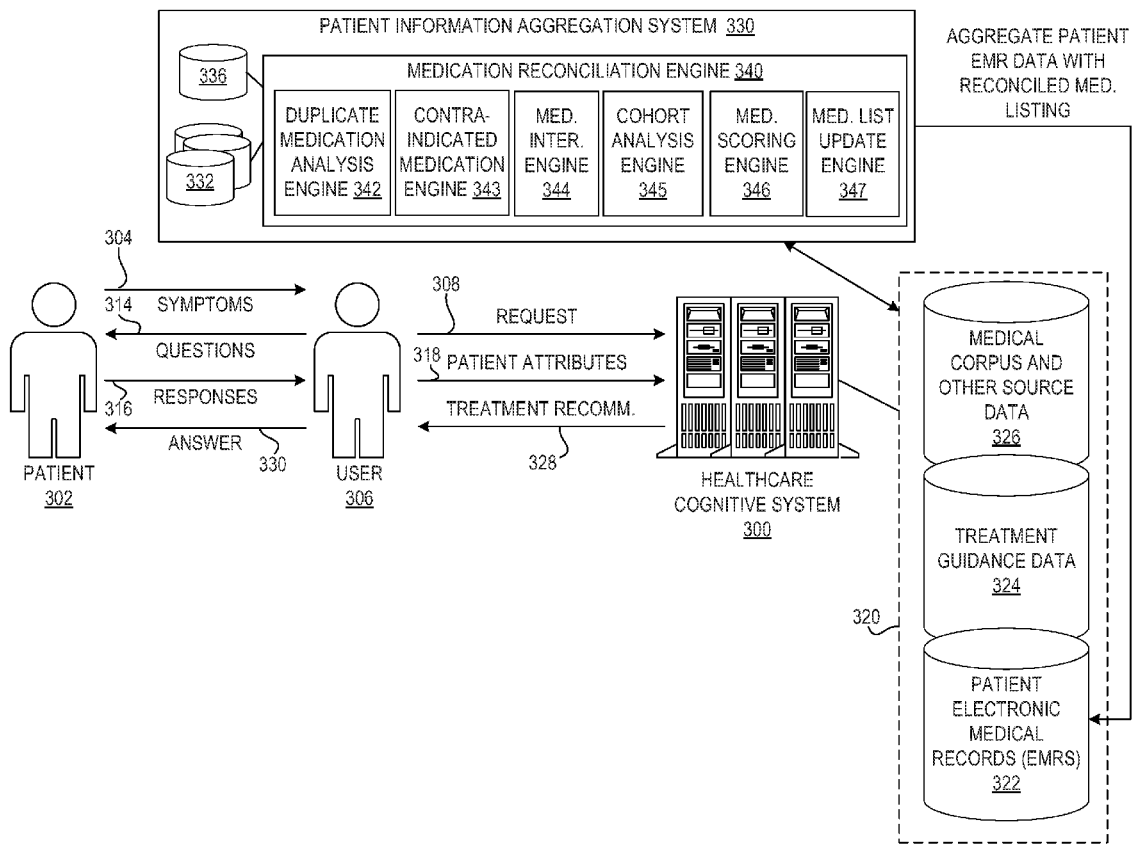 PATIENT INFORMATION AGGREGATION SYSTEM 330
336
332
MEDICATION RECONCILIATION ENGINE 340
DUPLICATE
MEDICATION
ANALYSIS
ENGINE 342
CONTRA-
INDICATED
MEDICATION
ENGINE 343
MED.
INTER.
ENGINE
344
COHORT
ANALYSIS
ENGINE
345
MED.
SCORING
ENGINE
346
MED. LIST
UPDATE
ENGINE
347
AGGREGATE PATIENT
EMR DATA WITH
RECONCILED MED.
LISTING
304
SYMPTOMS
314
QUESTIONS
316
RESPONSES
ANSWER
330
PATIENT
302
USER
306
308
REQUEST
318
PATIENT ATTRIBUTES
TREATMENT RECOMM.
328
HEALTHCARE
COGNITIVE SYSTEM
300
320
MEDICAL
CORPUS AND
OTHER SOURCE
DATA
326
TREATMENT
GUIDANCE DATA
324
PATIENT
ELECTRONIC
MEDICAL
RECORDS (EMRS)
322